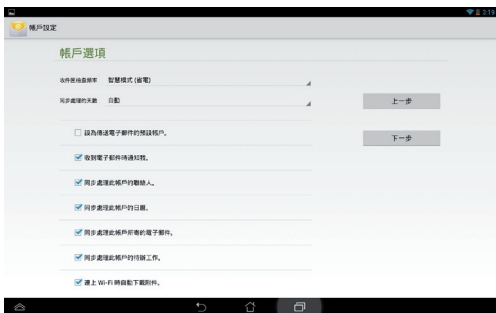 2:19
帳戶設定
帳戶選項
收件匣檢查頻率 智慧模式 (省電)
同步處理的天數 自動
上一步
設為傳送電子郵件的預設帳戶。
下一步
收到電子郵件時通知我。
同步處理此帳戶的聯絡人。
同步處理此帳戶的日曆。
同步處理此帳戶所寄的電子郵件。
同步處理此帳戶的待辦工作。
連上 Wi-Fi 時自動下載附件。